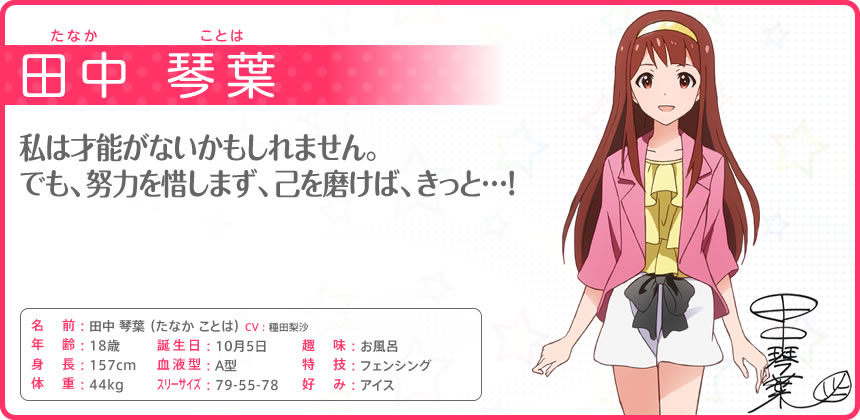 たなか ことは
田中 琴葉
私は才能がないかもしれません。
でも、努力を惜しまず、己を磨けば、きっと…!
名 前：田中 琴葉 (たなか ことは) CV：種田梨沙
年 齢：18歳 誕生日：10月5日 趣 味：お風呂
身 長：157cm 血液型：A型 特 技：フェンシング
体 重：44kg スリーサイズ：79-55-78 好 み：アイス
田中
琴葉